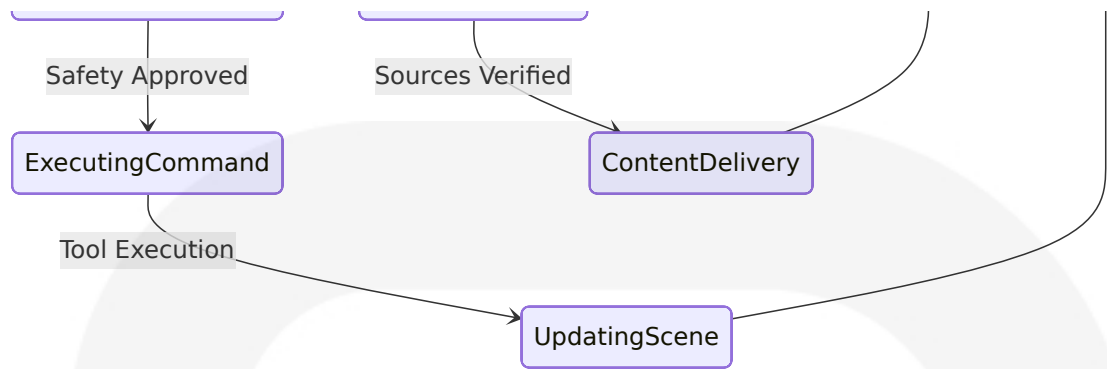 Safety Approved
Sources Verified
ExecutingCommand
ContentDelivery
Tool Execution
UpdatingScene